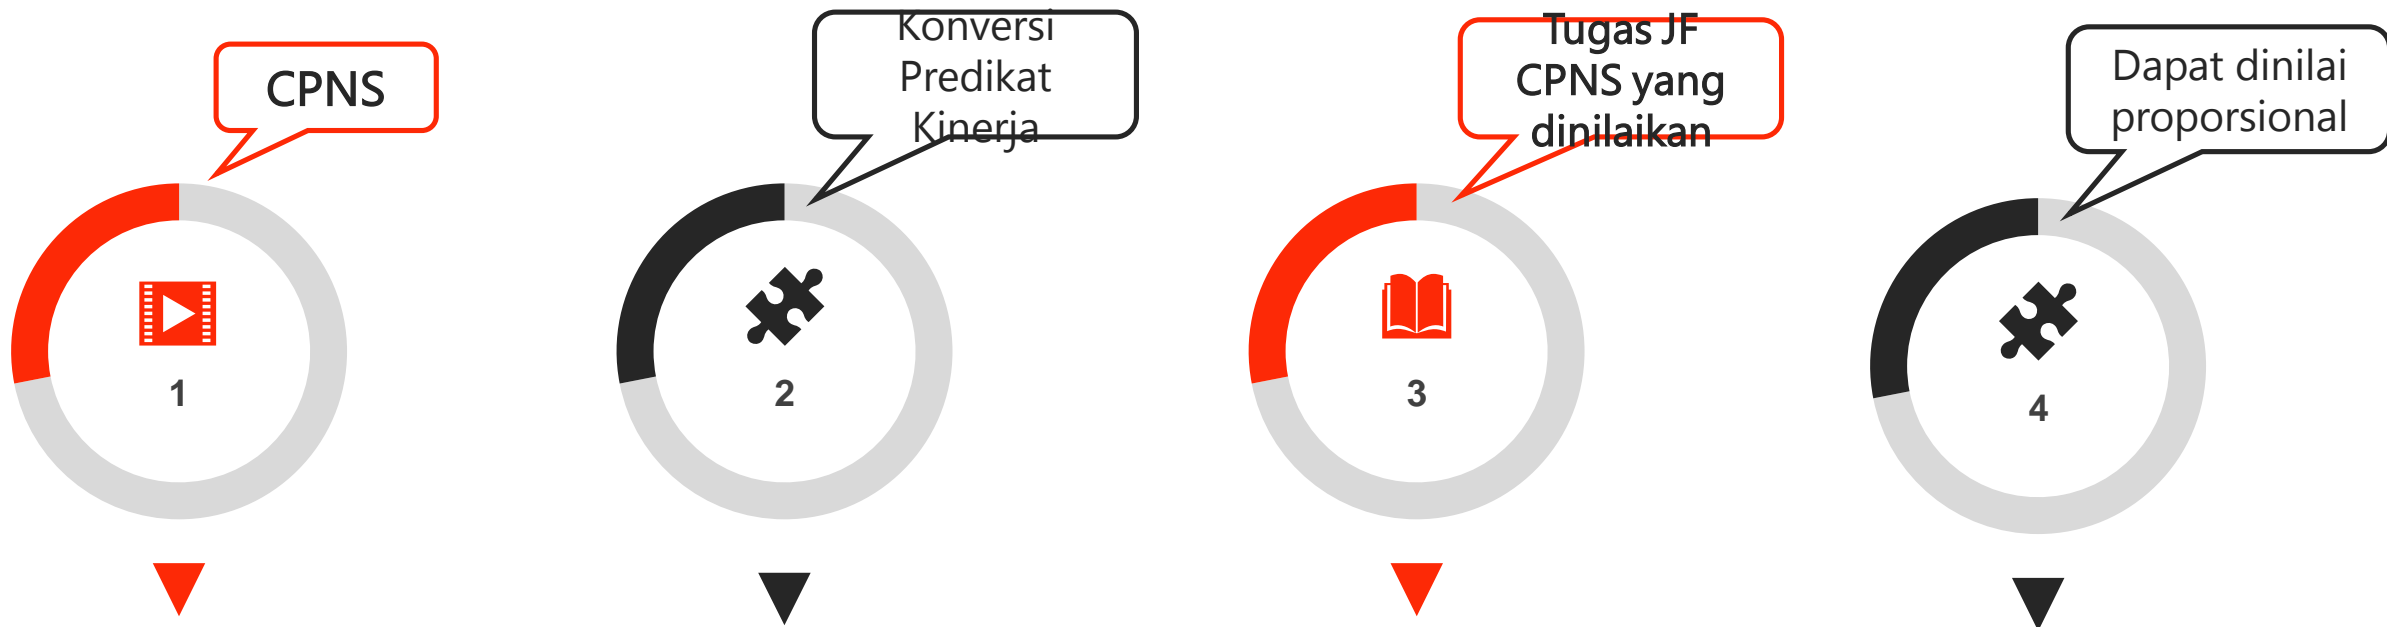 CPNS
1
Konversi
Predikat
Kinerja
2
Tugas JF
CPNS yang
dinilaikan
3
Dapat dinilai
proporsional
4